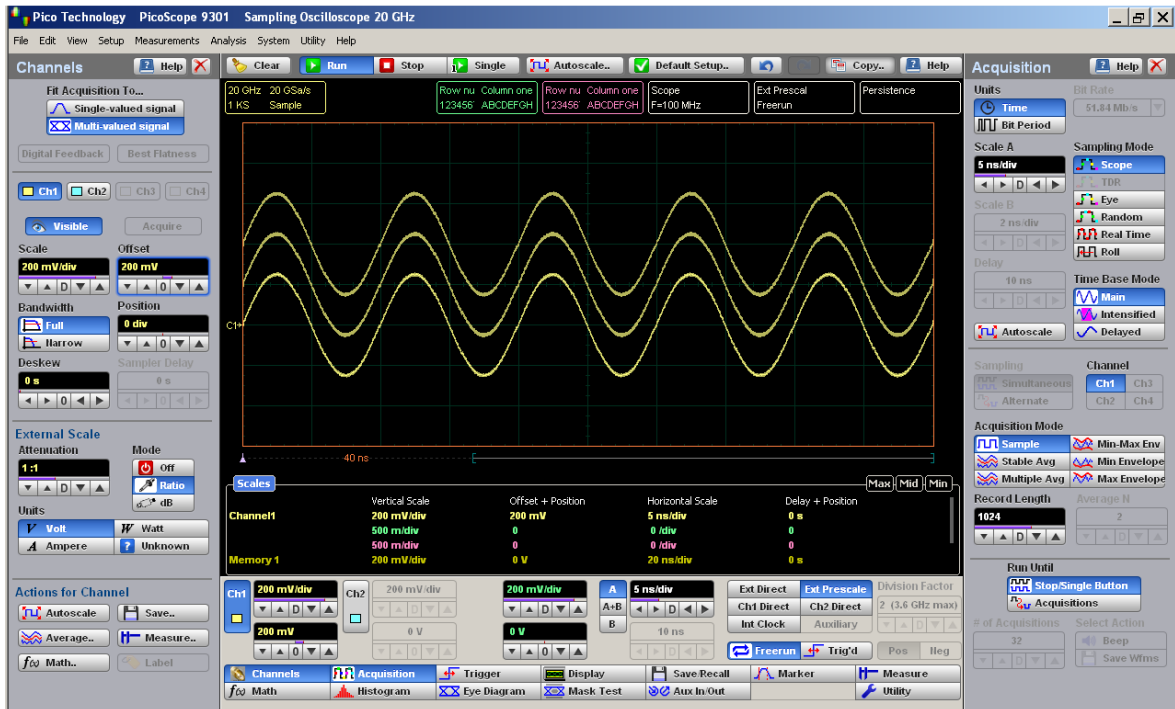 Pico Technology PicoScope 9301 Sampling Oscilloscope 20 GHz
File Edit View Setup Measurements Analysis System Utility Help
Channels Help
Fit Acquisition To...
Single-valued signal
Multi-valued signal
Digital Feedback Best Flatness
Ch1 Ch2 Ch3 Ch4
Visible Acquire
Scale Offset
200 mV/div 200 mV
D 0
Bandwidth Position
Full 0 div
Narrow 0
Deskew Sampler Delay
0 s 0 s
0 0
External Scale
Attenuation Mode
1:1 Off
D Ratio
dB
Units
V Volt W Watt
A Ampere ? Unknown
Actions for Channel
Autoscale Save..
Average.. Measure..
f(x) Math.. Label
Clear Run Stop Single Autoscale.. Default Setup.. Copy.. Help
20 GHz 20 GSa/s
1 KS Sample
Row nu Column one
123456 ABCDEFGH
Row nu Column one
123456 ABCDEFGH
Scope
F=100 MHz
Ext Prescal
Freerun
Persistence
C1
40 ns
Scales Max Mid Min
Vertical Scale Offset + Position Horizontal Scale Delay + Position
Channel1 200 mV/div 200 mV 5 ns/div 0 s
500 m/div 0 0 /div 0
500 m/div 0 0 /div 0
Memory 1 200 mV/div 0 V 20 ns/div 0 s
Ch1 200 mV/div Ch2 200 mV/div 200 mV/div A 5 ns/div Ext Direct Ext Prescale Division Factor
D D D A+B D Ch1 Direct Ch2 Direct 2 (3.6 GHz max)
200 mV 0 V 0 V B 10 ns Int Clock Auxiliary D
0 0 0 D Freerun Trig'd Pos Neg
Channels Acquisition Trigger Display Save/Recall Marker Measure
f(x) Math Histogram Eye Diagram Mask Test Aux In/Out Utility
Acquisition Help
Units Bit Rate
Time 51.84 Mb/s
Bit Period
Scale A Sampling Mode
5 ns/div Scope
D TDR
Scale B Eye
2 ns/div Random
D Real Time
Delay Roll
10 ns Time Base Mode
D Main
Intensified
Autoscale Delayed
Sampling Channel
Simultaneous Ch1 Ch3
Alternate Ch2 Ch4
Acquisition Mode
Sample Min-Max Env
Stable Avg Min Envelope
Multiple Avg Max Envelope
Record Length Average N
1024 2
D D
Run Until
Stop/Single Button
Acquisitions
# of Acquisitions Select Action
32 Beep
D Save Wfms